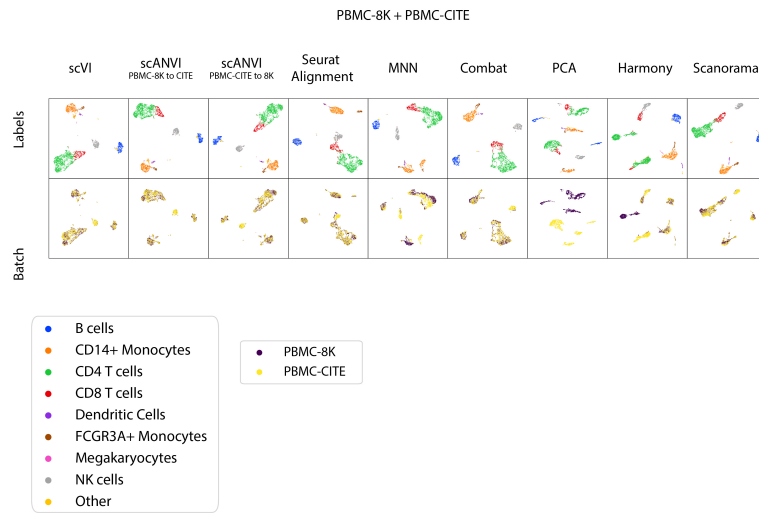 PBMC-8K + PBMC-CITE
scVI
scANVI
PBMC-8K to CITE
scANVI
PBMC-CITE to 8K
Seurat
Alignment
MNN
Combat
PCA
Harmony
Scanorama
Labels
Batch
B cells
CD14+ Monocytes
CD4 T cells
CD8 T cells
Dendritic Cells
FCGR3A+ Monocytes
Megakaryocytes
NK cells
Other
PBMC-8K
PBMC-CITE